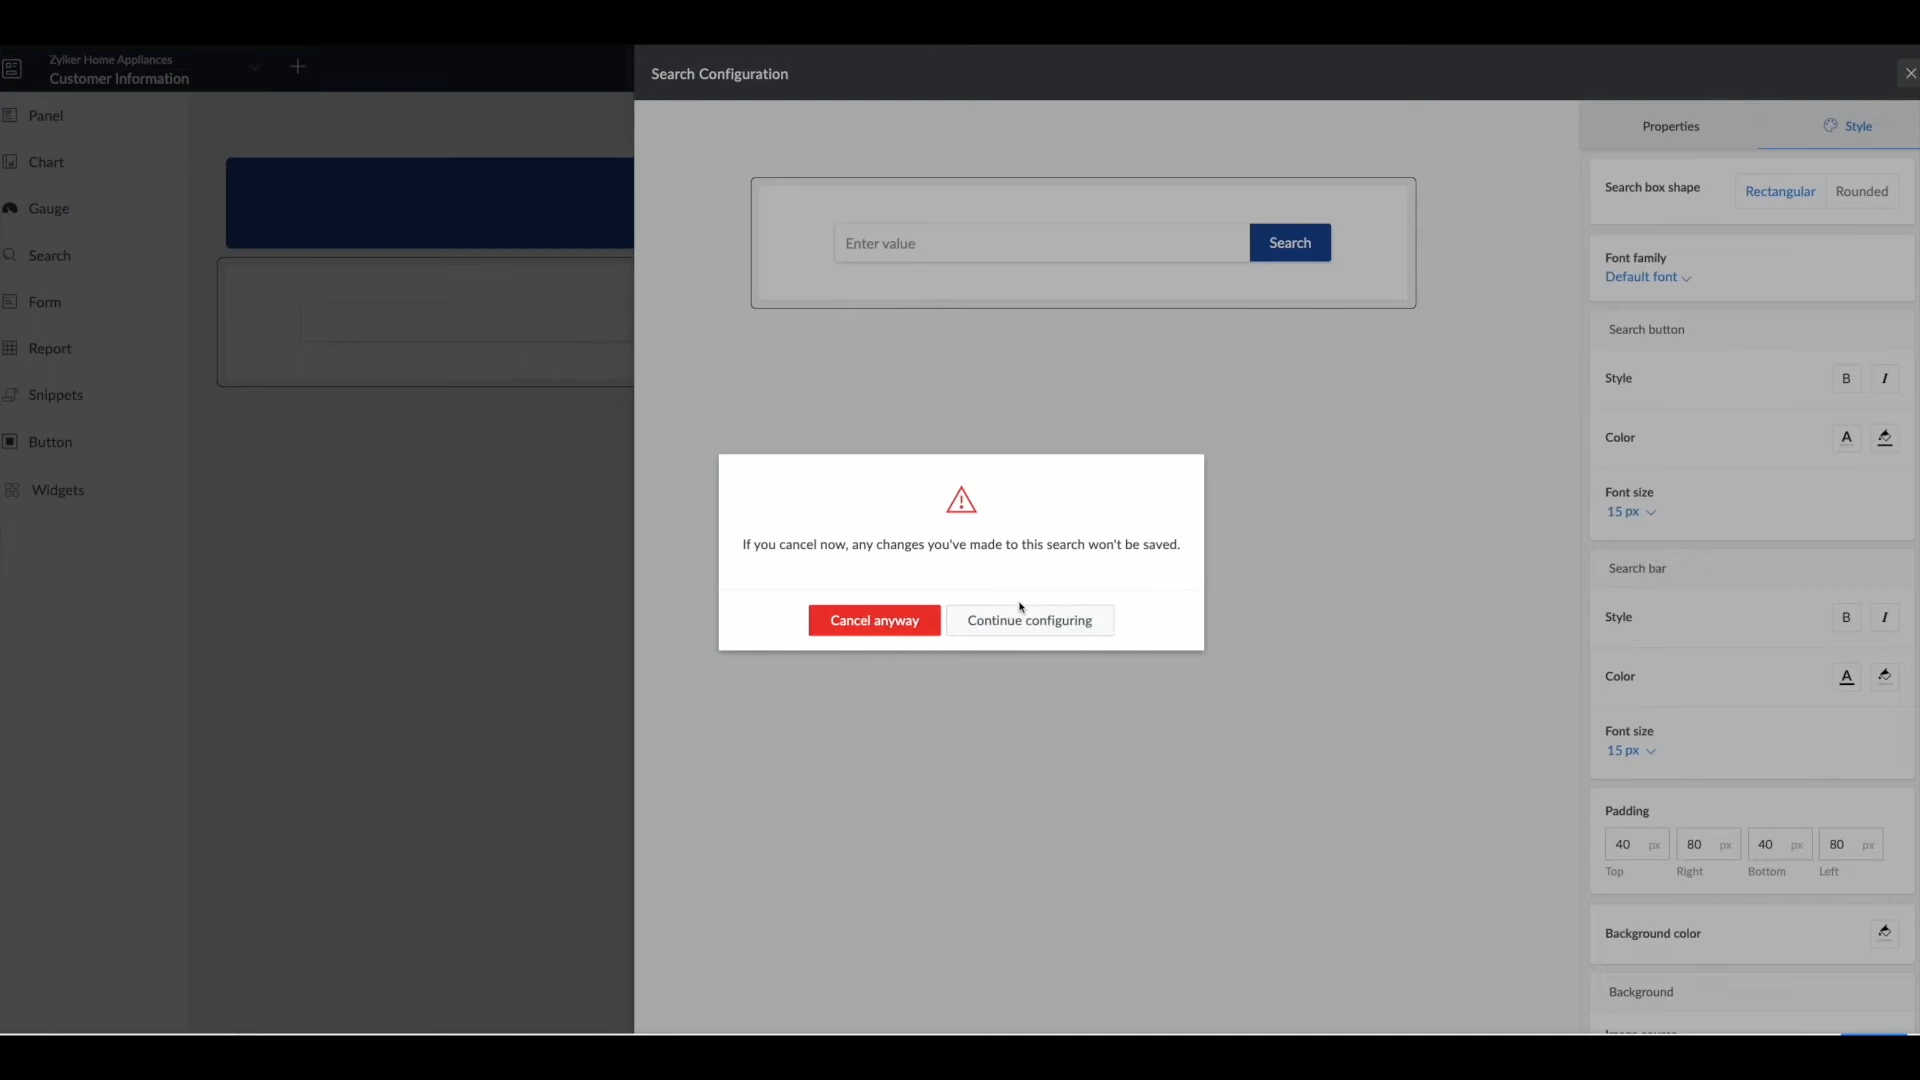 Zylker Home Appliances
Customer Information
Search Configuration
Panel
Chart
Gauge
Search
Form
Report
Snippets
Button
Widgets
Enter value
Search
If you cancel now, any changes you've made to this search won't be saved.
Cancel anyway
Continue configuring
Properties
Style
Search box shape
Rectangular
Rounded
Font family
Default font
Search button
Style
B
I
Color
A
Font size
15 px
Search bar
Style
B
I
Color
A
Font size
15 px
Padding
40 px
80 px
40 px
80 px
Top
Right
Bottom
Left
Background color
Background